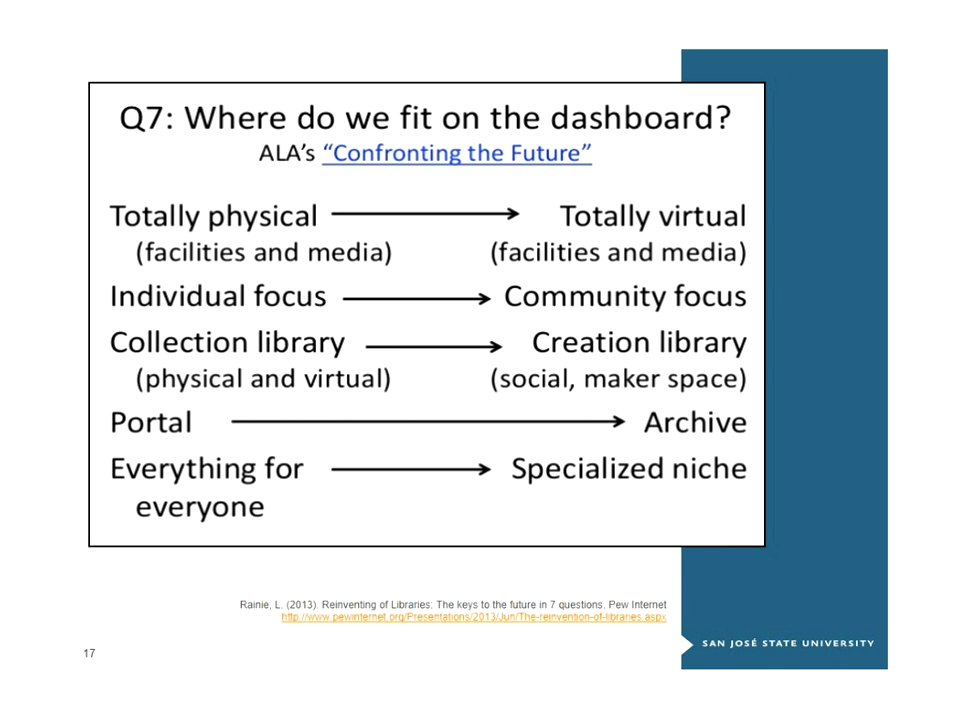 Q7: Where do we fit on the dashboard?
ALA’s “Confronting the Future”
Totally physical Totally virtual
(facilities and media) (facilities and media)
Individual focus Community focus
Collection library Creation library
(physical and virtual) (social, maker space)
Portal Archive
Everything for Specialized niche
everyone
Rainie, L. (2013). Reinventing of Libraries: The keys to the future in 7 questions. Pew Internet
http://www.pewinternet.org/Presentations/2013/Jun/The-reinvention-of-libraries.aspx
SAN JOSÉ STATE UNIVERSITY
17